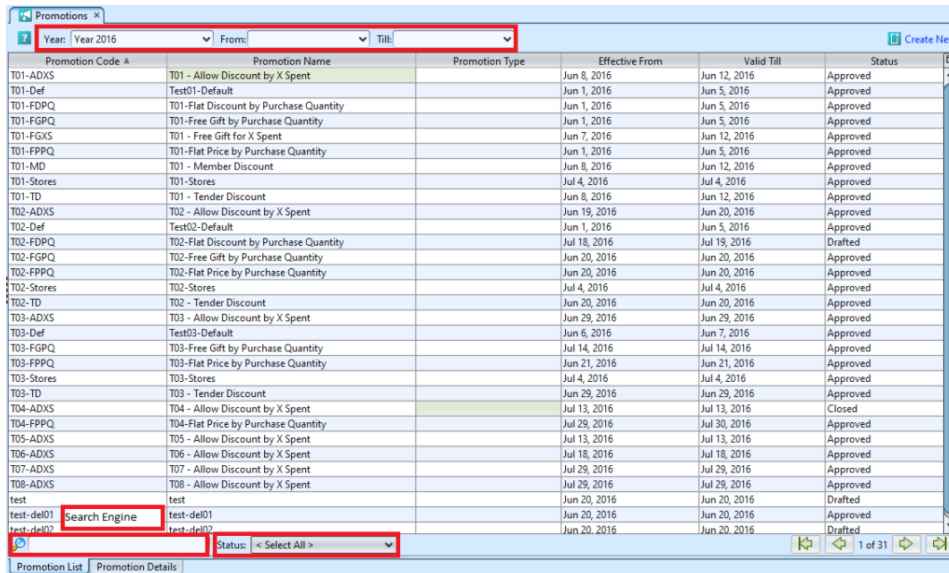 Promotions ×
? Year: Year 2016 From: Till: Create Ne
Promotion Code Promotion Name Promotion Type Effective From Valid Till Status
T01-ADXS T01 - Allow Discount by X Spent Jun 8, 2016 Jun 12, 2016 Approved
T01-Def Test01-Default Jun 1, 2016 Jun 5, 2016 Approved
T01-FDPQ T01-Flat Discount by Purchase Quantity Jun 1, 2016 Jun 5, 2016 Approved
T01-FGPQ T01-Free Gift by Purchase Quantity Jun 1, 2016 Jun 5, 2016 Approved
T01-FGXS T01 - Free Gift for X Spent Jun 7, 2016 Jun 12, 2016 Approved
T01-FPPQ T01-Flat Price by Purchase Quantity Jun 1, 2016 Jun 5, 2016 Approved
T01-MD T01 - Member Discount Jun 8, 2016 Jun 12, 2016 Approved
T01-Stores T01-Stores Jul 4, 2016 Jul 4, 2016 Approved
T01-TD T01 - Tender Discount Jun 8, 2016 Jun 12, 2016 Approved
T02-ADXS T02 - Allow Discount by X Spent Jun 19, 2016 Jun 20, 2016 Approved
T02-Def Test02-Default Jun 1, 2016 Jun 5, 2016 Approved
T02-FDPQ T02-Flat Discount by Purchase Quantity Jul 18, 2016 Jul 19, 2016 Drafted
T02-FGPQ T02-Free Gift by Purchase Quantity Jun 20, 2016 Jun 20, 2016 Approved
T02-FPPQ T02-Flat Price by Purchase Quantity Jun 20, 2016 Jun 20, 2016 Approved
T02-Stores T02-Stores Jul 4, 2016 Jul 4, 2016 Approved
T02-TD T02 - Tender Discount Jun 20, 2016 Jun 20, 2016 Approved
T03-ADXS T03 - Allow Discount by X Spent Jun 29, 2016 Jun 29, 2016 Approved
T03-Def Test03-Default Jun 6, 2016 Jun 7, 2016 Approved
T03-FGPQ T03-Free Gift by Purchase Quantity Jul 14, 2016 Jul 14, 2016 Approved
T03-FPPQ T03-Flat Price by Purchase Quantity Jun 21, 2016 Jun 21, 2016 Approved
T03-Stores T03-Stores Jul 4, 2016 Jul 4, 2016 Approved
T03-TD T03 - Tender Discount Jun 29, 2016 Jun 29, 2016 Approved
T04-ADXS T04 - Allow Discount by X Spent Jul 13, 2016 Jul 13, 2016 Closed
T04-FPPQ T04-Flat Price by Purchase Quantity Jul 29, 2016 Jul 30, 2016 Approved
T05-ADXS T05 - Allow Discount by X Spent Jul 13, 2016 Jul 13, 2016 Approved
T06-ADXS T06 - Allow Discount by X Spent Jul 18, 2016 Jul 18, 2016 Approved
T07-ADXS T07 - Allow Discount by X Spent Jul 29, 2016 Jul 29, 2016 Approved
T08-ADXS T08 - Allow Discount by X Spent Jul 29, 2016 Jul 29, 2016 Approved
test test Jun 20, 2016 Jun 20, 2016 Drafted
test-del01 Search Engine test-del01 Jun 20, 2016 Jun 20, 2016 Approved
test-del02 test-del02 Jun 20, 2016 Jun 20, 2016 Drafted
Status: < Select All > 1 of 31
Promotion List Promotion Details